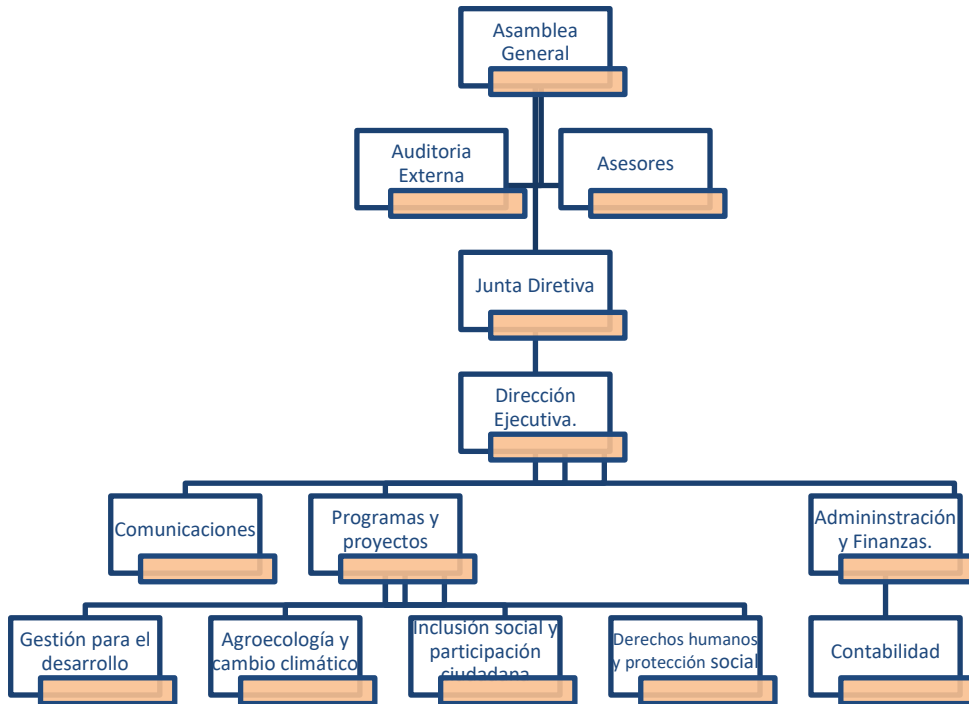 Asamblea
General
Auditoria
Externa
Asesores
Junta Diretiva
Dirección
Ejecutiva.
Comunicaciones
Programas y
proyectos
Admininstración
y Finanzas.
Gestión para el
desarrollo
Agroecología y
cambio climático
Inclusión social y
participación
ciudadana
Derechos humanos
y protección social
Contabilidad